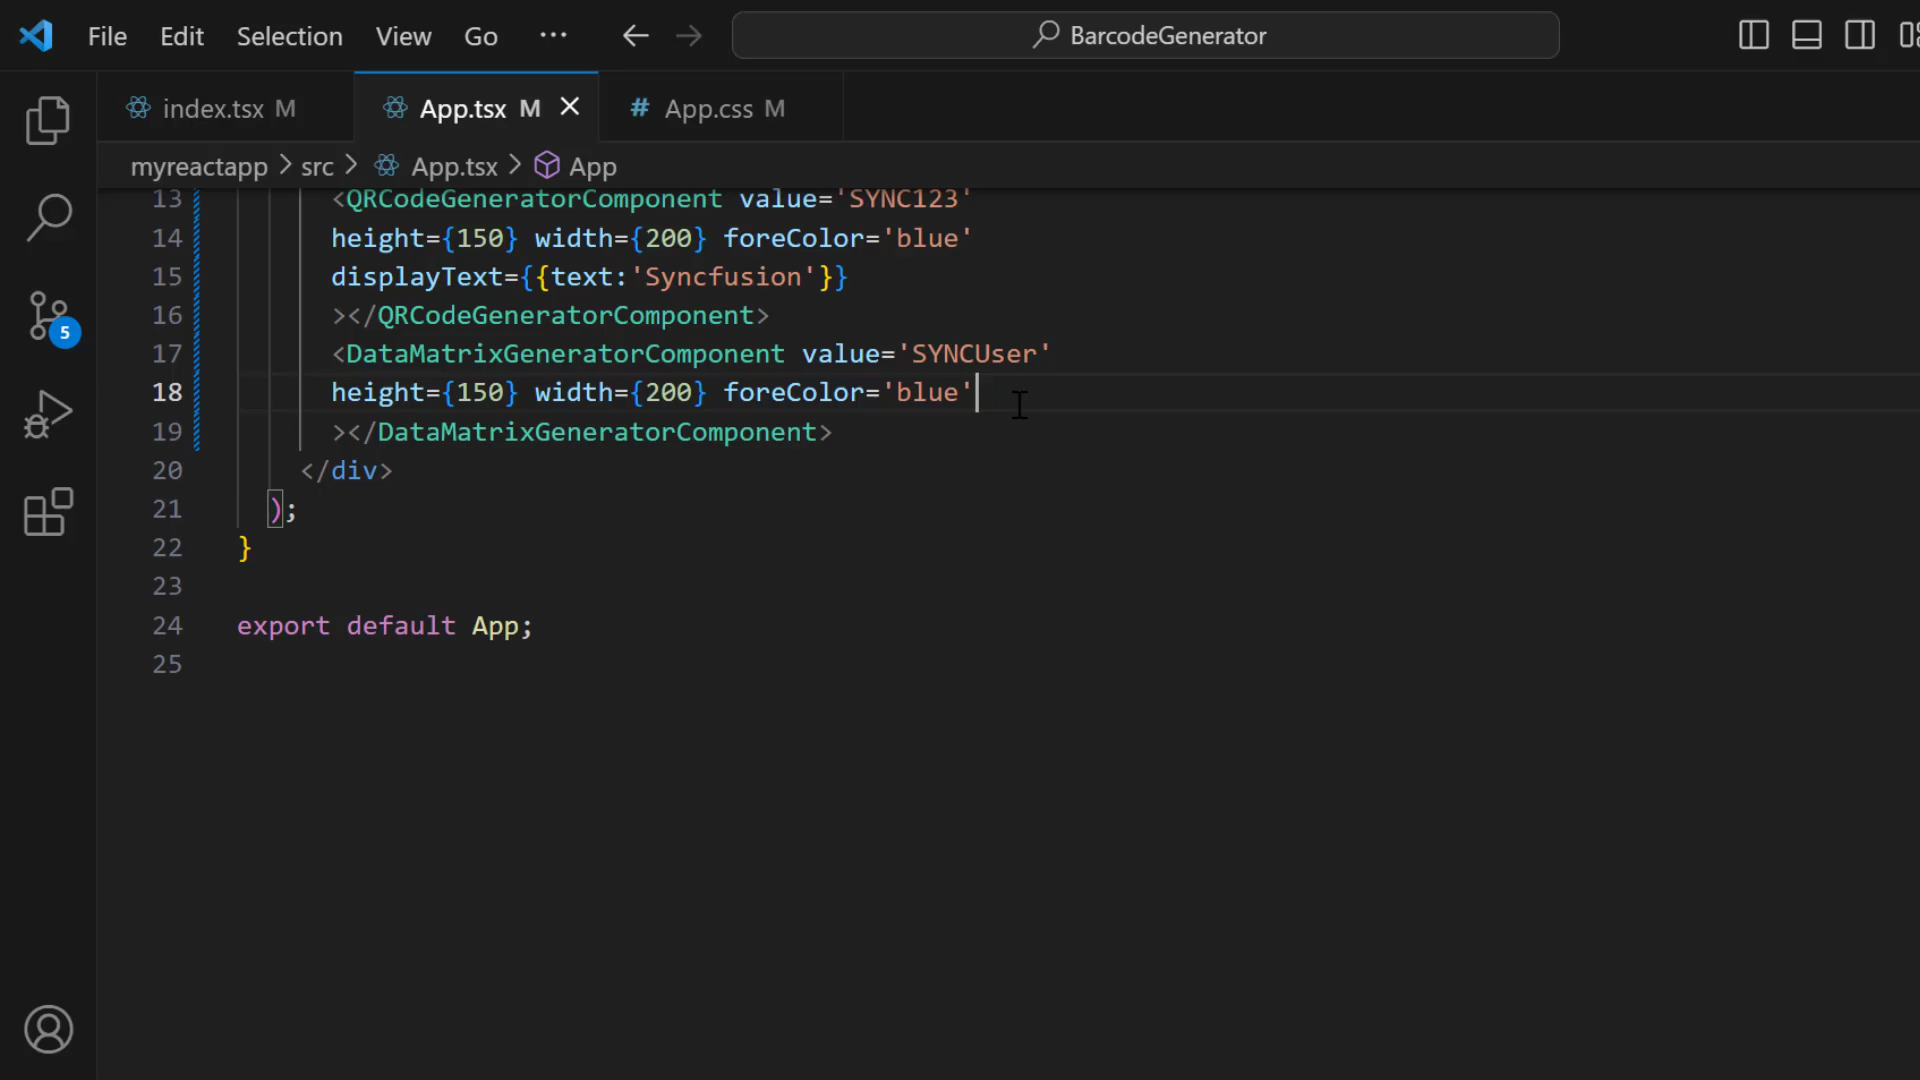 File Edit Selection View Go ··· BarcodeGenerator
index.tsx M App.tsx M # App.css M
myreactapp > src > App.tsx > App
13 <QRCodeGeneratorComponent value='SYNC123'
14 height={150} width={200} foreColor='blue'
15 displayText={{text:'Syncfusion'}}
16 ></QRCodeGeneratorComponent>
17 <DataMatrixGeneratorComponent value='SYNCUser'
18 height={150} width={200} foreColor='blue'
19 ></DataMatrixGeneratorComponent>
20 </div>
21 );
22 }
23
24 export default App;
25
5